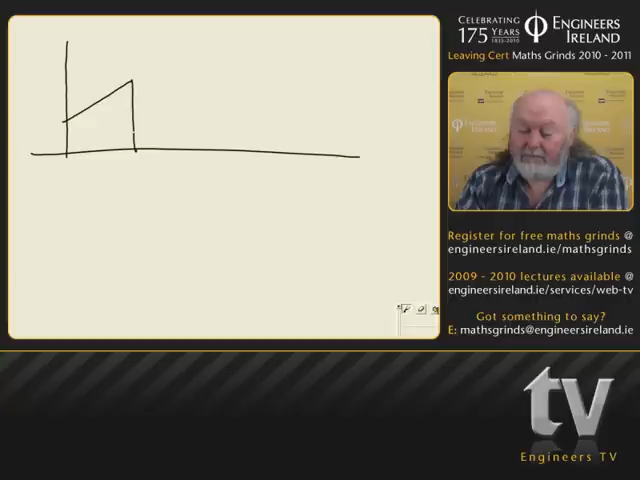 CELEBRATING
175 YEARS
1835-2010
ENGINEERS
IRELAND
Leaving Cert Maths Grinds 2010 - 2011
Register for free maths grinds @
engineersireland.ie/mathsgrinds
2009 - 2010 lectures available @
engineersireland.ie/services/web-tv
Got something to say?
E: mathsgrinds@engineersireland.ie
tv
Engineers TV